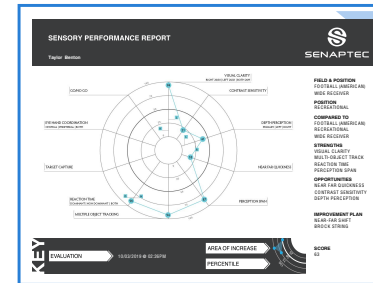 SENSORY PERFORMANCE REPORT
Taylor Benton
SENAPTEC
VISUAL CLARITY
CONTRAST SENSITIVITY
DEPTH PERCEPTION
NEAR FAR QUICKNESS
PERCEPTION SPAN
MULTIPLE OBJECT TRACKING
REACTION TIME
TARGET CAPTURE
EYE HAND COORDINATION
GO/NO GO
FIELD & POSITION
FOOTBALL (AMERICAN)
WIDE RECEIVER
POSITION
RECREATIONAL
COMPARED TO
FOOTBALL (AMERICAN)
RECREATIONAL
WIDE RECEIVER
STRENGTHS
VISUAL CLARITY
MULTI-OBJECT TRACK
REACTION TIME
PERCEPTION SPAN
OPPORTUNITIES
NEAR FAR QUICKNESS
CONTRAST SENSITIVITY
DEPTH PERCEPTION
IMPROVEMENT PLAN
NEAR-FAR SHIFT
BROCK STRING
SCORE
63
KEY
EVALUATION
AREA OF INCREASE
PERCENTILE